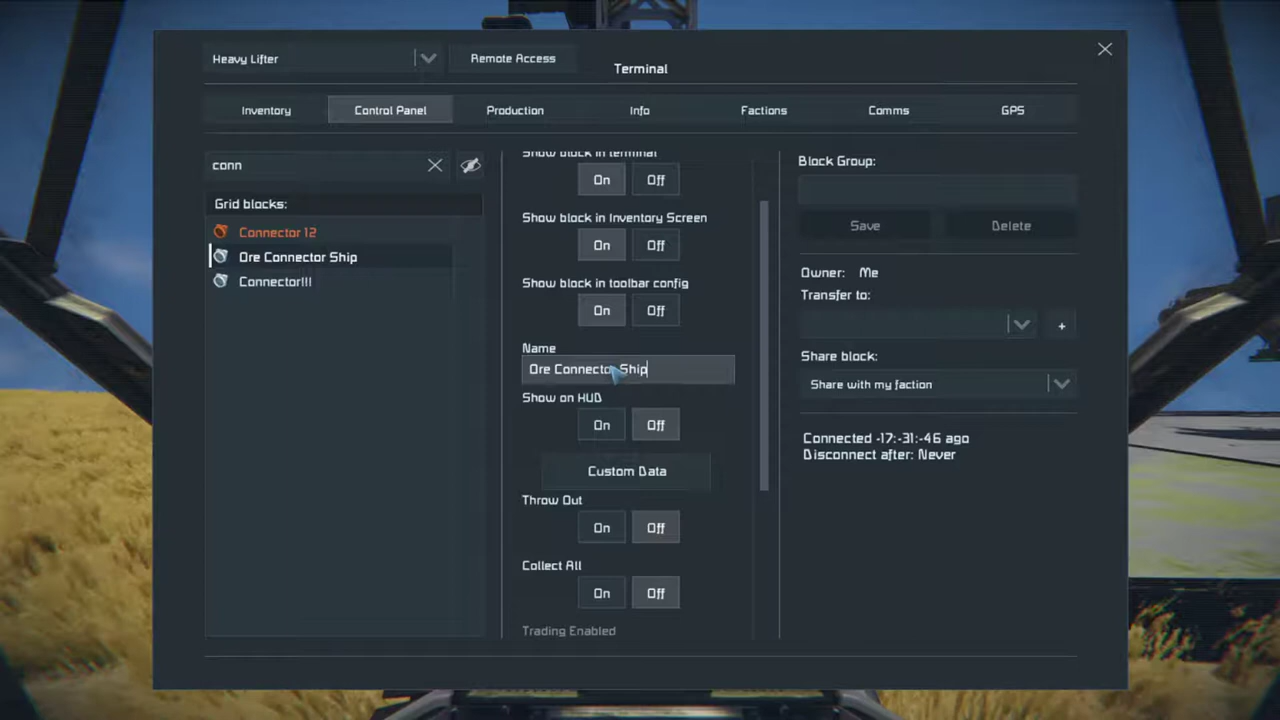 Heavy Lifter
Remote Access
Terminal
Inventory
Control Panel
Production
Info
Factions
Comms
GPS
conn
Grid blocks:
Connector 12
Ore Connector Ship
Connector!!!
Show block in terminal
On Off
Show block in Inventory Screen
On Off
Show block in toolbar config
On Off
Name
Ore Connector Ship
Show on HUD
On Off
Custom Data
Throw Out
On Off
Collect All
On Off
Trading Enabled
Block Group:
Save
Delete
Owner: Me
Transfer to:
+
Share block:
Share with my faction
Connected -17:-31:-46 ago
Disconnect after: Never